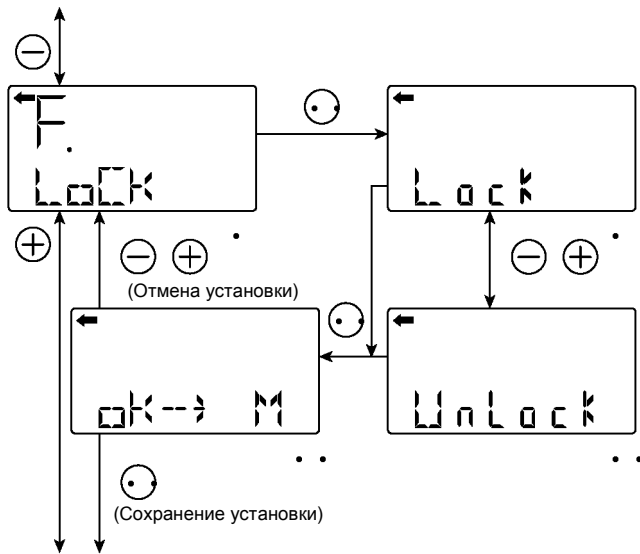 F.
LoCK
Lock
(Отмена установки)
oK--> M
UnLock
(Сохранение установки)